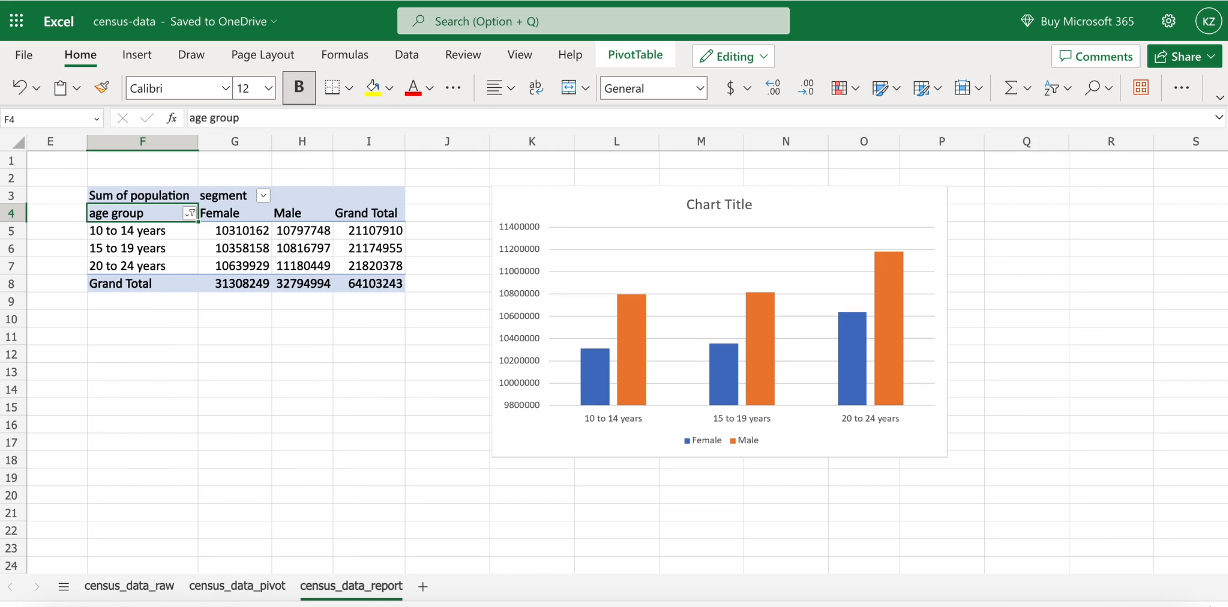 Excel census-data - Saved to OneDrive Search (Option + Q) Buy Microsoft 365 KZ
File Home Insert Draw Page Layout Formulas Data Review View Help PivotTable Editing Comments Share
Calibri 12 B A ab General $ .00 .00
F4 fx age group
E F G H I J K L M N O P Q R S
1
2
3 Sum of population segment
4 age group Female Male Grand Total
5 10 to 14 years 10310162 10797748 21107910
6 15 to 19 years 10358158 10816797 21174955
7 20 to 24 years 10639929 11180449 21820378
8 Grand Total 31308249 32794994 64103243
9
10
11
12
13
14
15
16
17
18
19
20
21
22
23
24
Chart Title
11400000
11200000
11000000
10800000
10600000
10400000
10200000
10000000
9800000
10 to 14 years 15 to 19 years 20 to 24 years
Female Male
census_data_raw census_data_pivot census_data_report